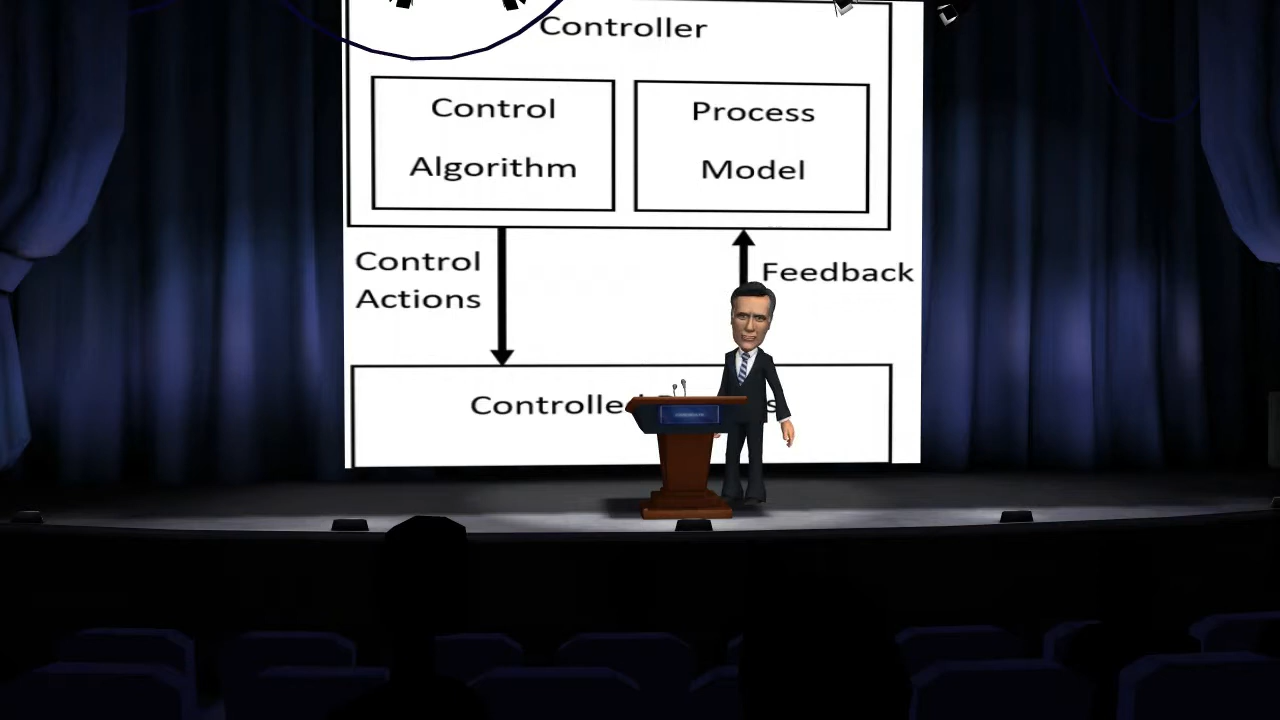 Controller
Control
Algorithm
Process
Model
Control
Actions
Feedback